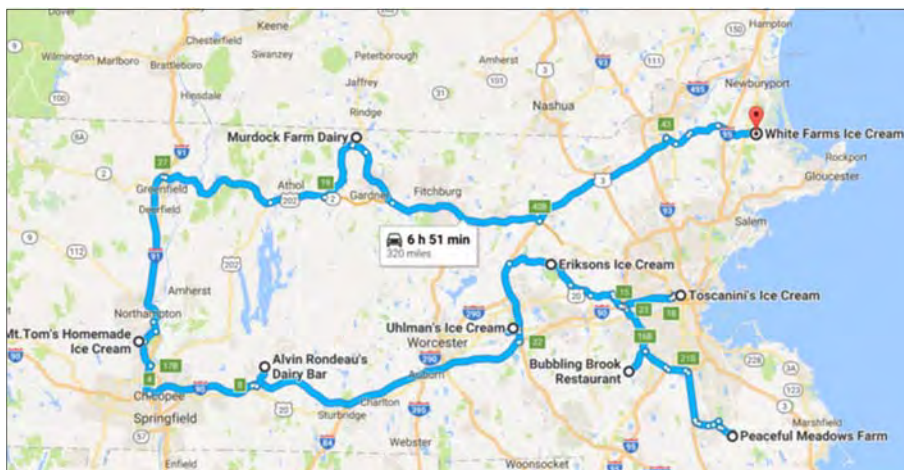 Dover
Chesterfield
Keene
Hampton
Wilmington
Marlboro
Brattleboro
Swanzey
Peterborough
Amherst
Newburyport
Jaffrey
Hinsdale
Nashua
Rindge
Murdock Farm Dairy
White Farms Ice Cream
Rockport
Gloucester
Greenfield
Athol
Gardner
Fitchburg
Deerfield
Salem
6 h 51 min
320 miles
Eriksons Ice Cream
Amherst
Toscanini's Ice Cream
Northampton
Mt.Tom's Homemade
Ice Cream
Uhlman's Ice Cream
Worcester
Alvin Rondeau's
Dairy Bar
Bubbling Brook
Restaurant
Auburn
Chicopee
Charlton
Springfield
Sturbridge
Marshfield
Peaceful Meadows Farm
Webster
Enfield
Woonsocket